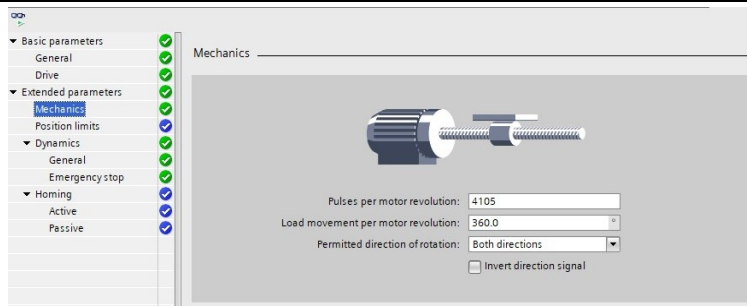 Basic parameters
General
Drive
Extended parameters
Mechanics
Position limits
Dynamics
General
Emergency stop
Homing
Active
Passive
Mechanics
Pulses per motor revolution: 4105
Load movement per motor revolution: 360.0 °
Permitted direction of rotation: Both directions
Invert direction signal